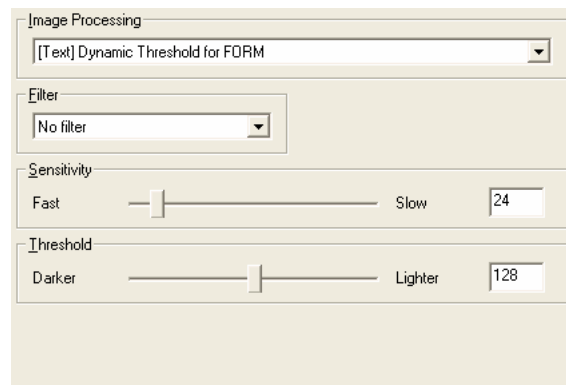 Image Processing
[Text] Dynamic Threshold for FORM
Filter
No filter
Sensitivity
Fast Slow 24
Threshold
Darker Lighter 128